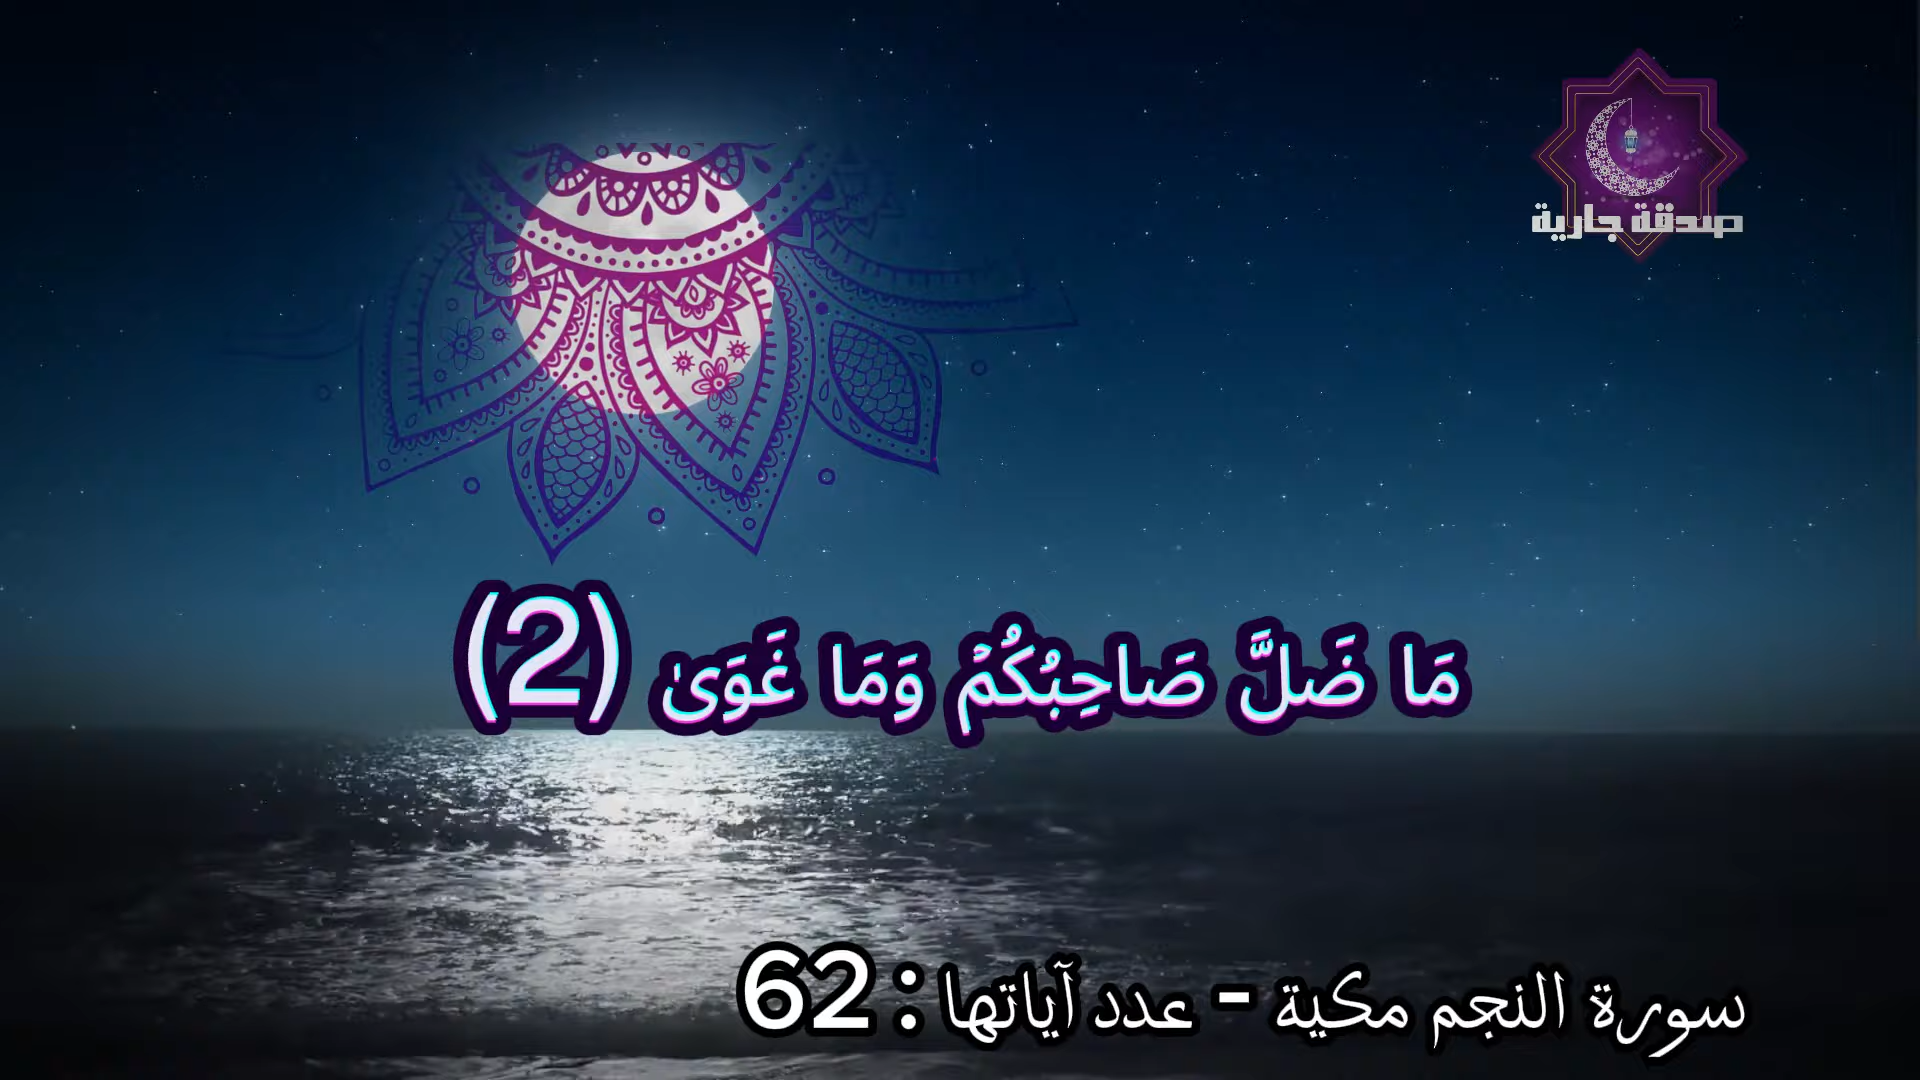 صدقة جارية
مَا ضَلَّ صَاحِبُكُمْ وَمَا غَوَىٰ (2)
سورة النجم مكية - عدد آياتها : 62